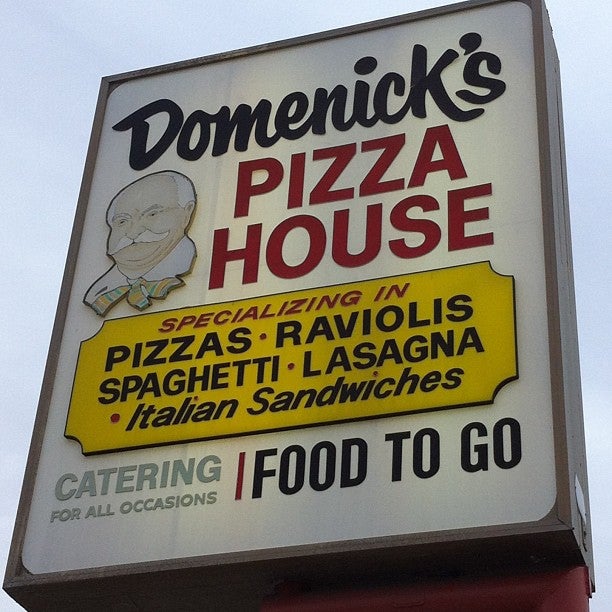 Domenick's
PIZZA
HOUSE
SPECIALIZING IN
PIZZAS · RAVIOLIS
SPAGHETTI · LASAGNA
· Italian Sandwiches
CATERING
FOR ALL OCCASIONS
FOOD TO GO